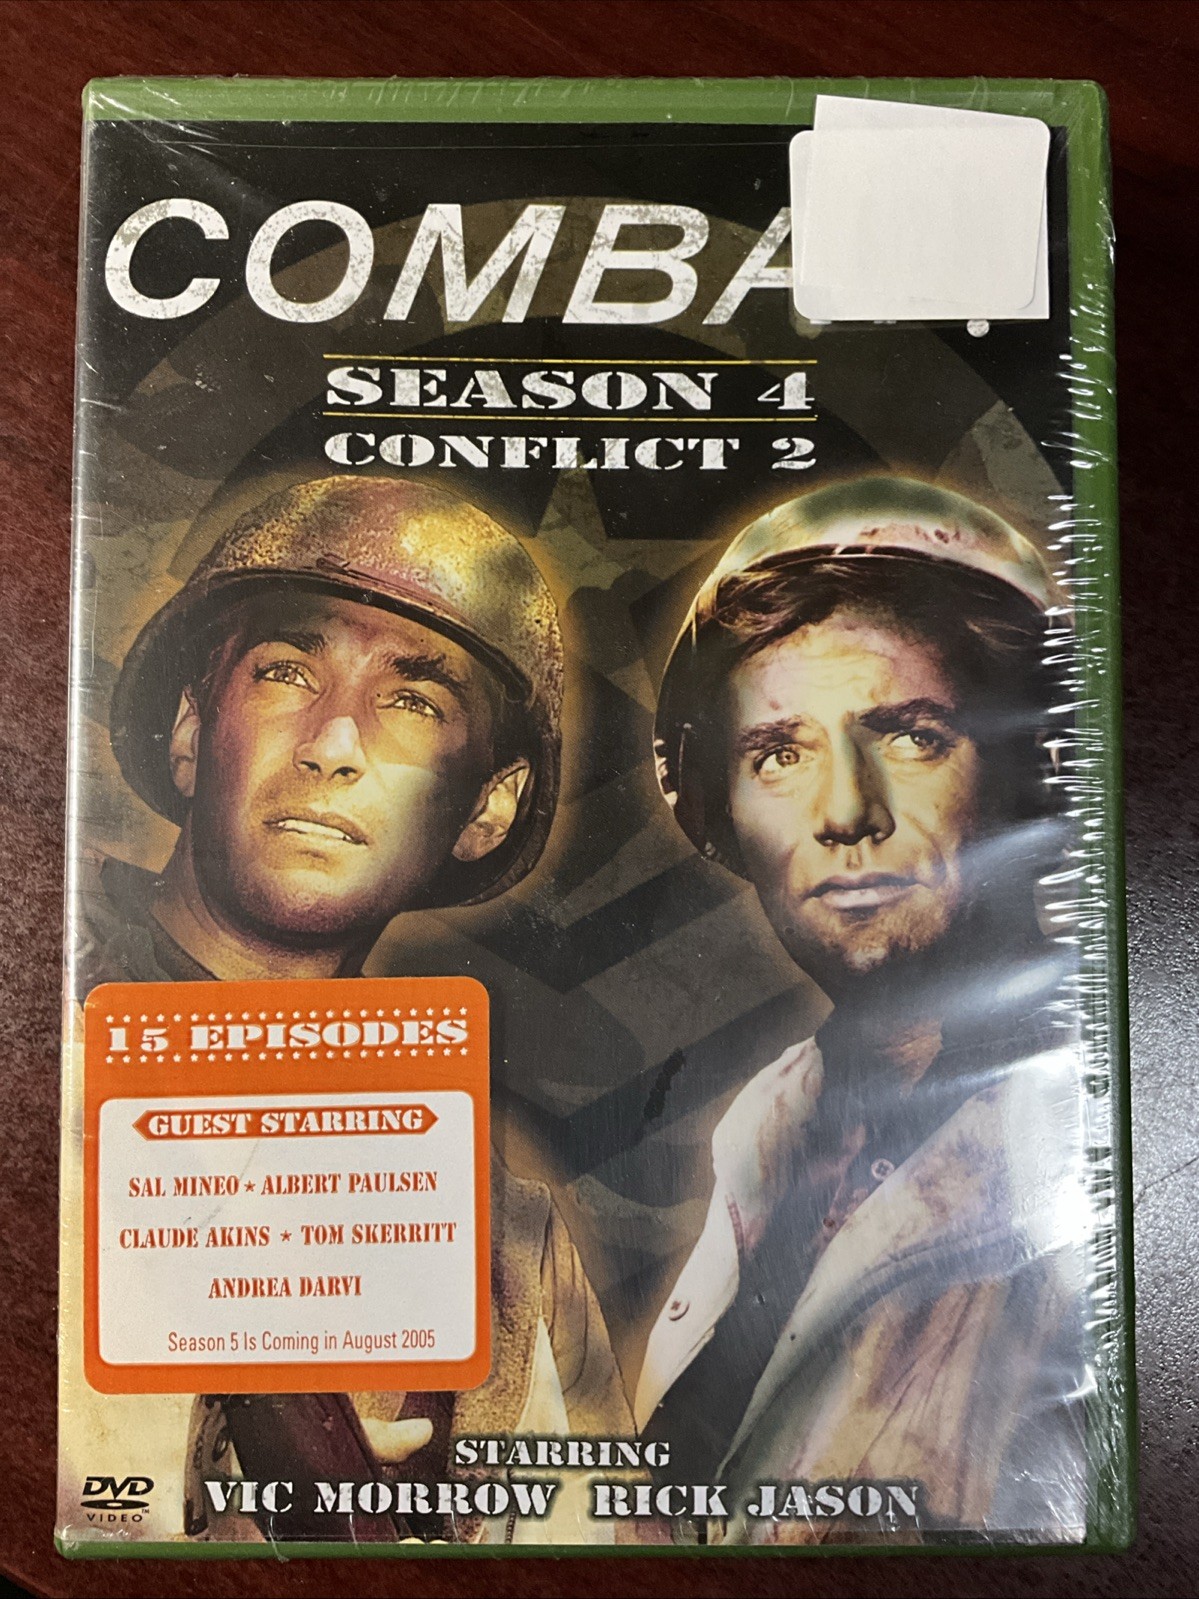 COMBA
SEASON 4
CONFLICT 2
15 EPISODES
GUEST STARRING
SAL MINEO ★ ALBERT PAULSEN
CLAUDE AKINS ★ TOM SKERRITT
ANDREA DARVI
Season 5 Is Coming in August 2005
STARRING
VIC MORROW RICK JASON
DVD
VIDEO™